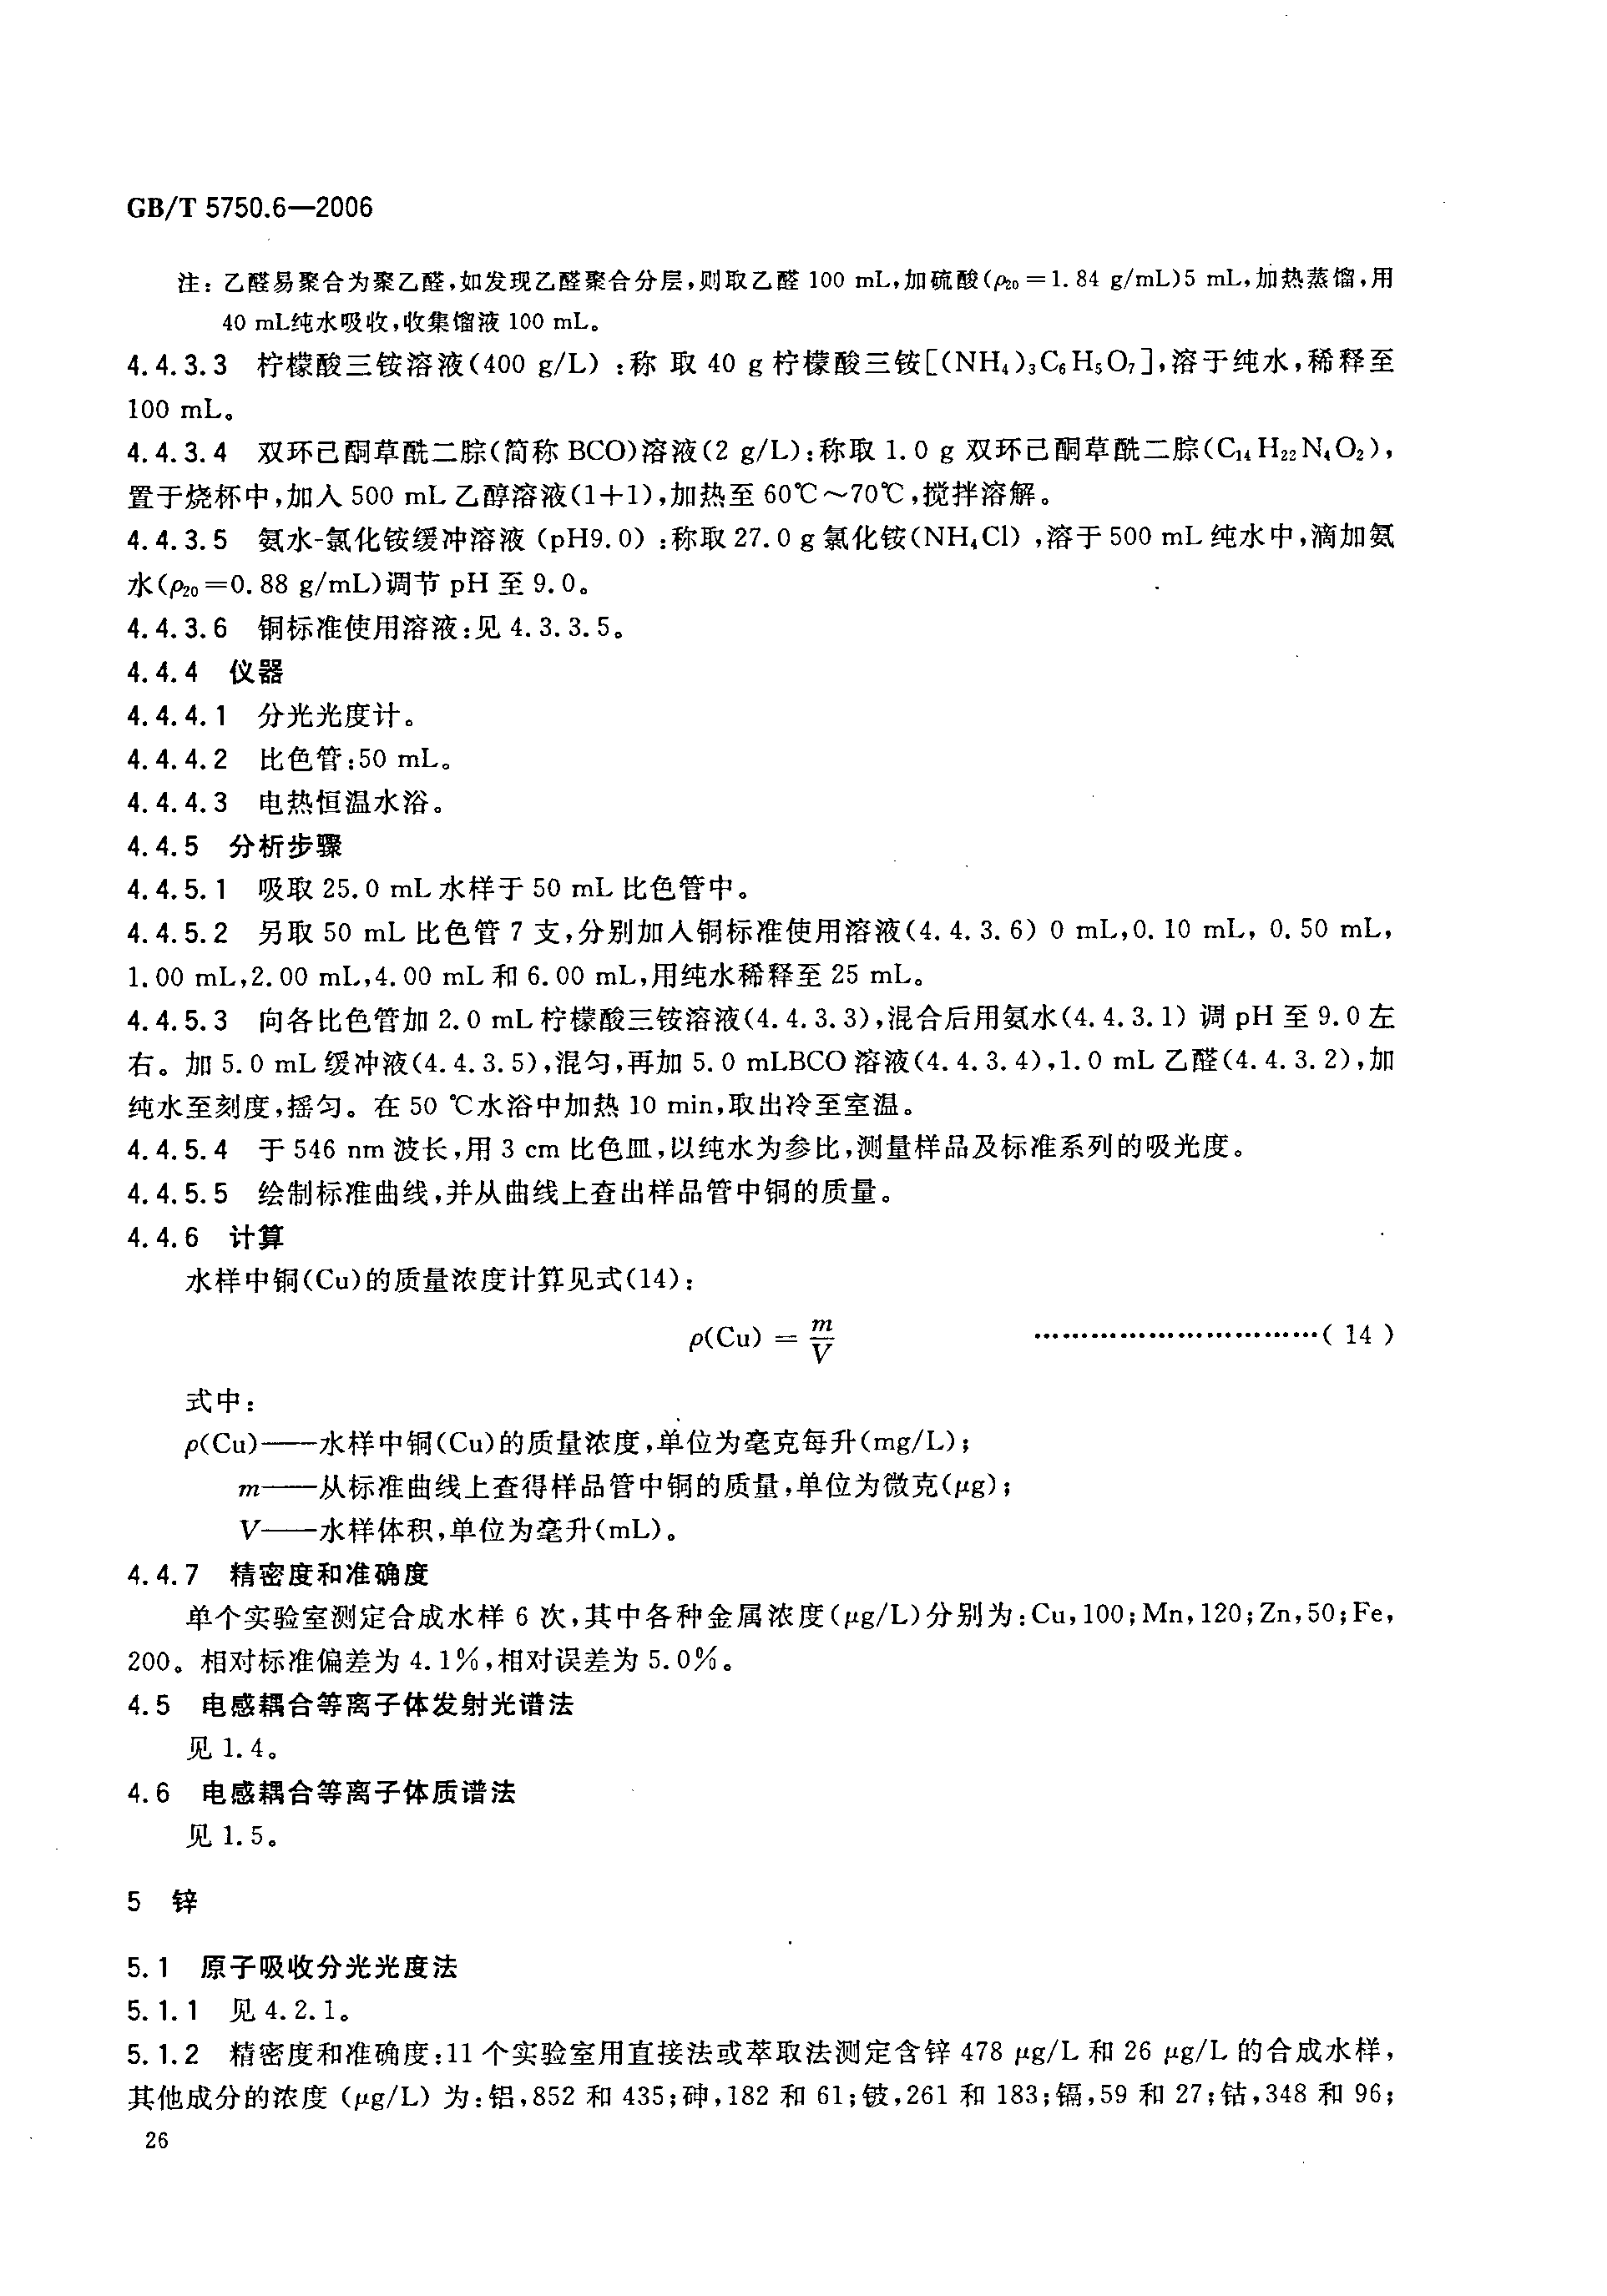 GB/T 5750.6—2006
注：乙醛易聚合为聚乙醛，如发现乙醛聚合分层，则取乙醛 100 mL，加硫酸(ρ₂₀＝1.84 g/mL)5 mL，加热蒸馏，用
40 mL纯水吸收，收集馏液 100 mL。
4.4.3.3 柠檬酸三铵溶液(400 g/L)：称取 40 g 柠檬酸三铵[(NH₄)₃C₆H₅O₇]，溶于纯水，稀释至
100 mL。
4.4.3.4 双环己酮草酰二腙(简称 BCO)溶液(2 g/L)：称取 1.0 g 双环己酮草酰二腙(C₁₄H₂₂N₄O₂)，
置于烧杯中，加入 500 mL 乙醇溶液(1+1)，加热至 60℃～70℃，搅拌溶解。
4.4.3.5 氨水-氯化铵缓冲溶液 (pH9.0)：称取 27.0 g 氯化铵(NH₄Cl)，溶于 500 mL 纯水中，滴加氨
水(ρ₂₀＝0.88 g/mL)调节 pH 至 9.0。
4.4.3.6 铜标准使用溶液：见 4.3.3.5。
4.4.4 仪器
4.4.4.1 分光光度计。
4.4.4.2 比色管：50 mL。
4.4.4.3 电热恒温水浴。
4.4.5 分析步骤
4.4.5.1 吸取 25.0 mL 水样于 50 mL 比色管中。
4.4.5.2 另取 50 mL 比色管 7 支，分别加入铜标准使用溶液(4.4.3.6) 0 mL，0.10 mL，0.50 mL，
1.00 mL，2.00 mL，4.00 mL 和 6.00 mL，用纯水稀释至 25 mL。
4.4.5.3 向各比色管加 2.0 mL 柠檬酸三铵溶液(4.4.3.3)，混合后用氨水(4.4.3.1) 调 pH 至 9.0 左
右。加 5.0 mL 缓冲液(4.4.3.5)，混匀，再加 5.0 mLBCO 溶液(4.4.3.4)，1.0 mL 乙醛(4.4.3.2)，加
纯水至刻度，摇匀。在 50 ℃水浴中加热 10 min，取出冷至室温。
4.4.5.4 于 546 nm 波长，用 3 cm 比色皿，以纯水为参比，测量样品及标准系列的吸光度。
4.4.5.5 绘制标准曲线，并从曲线上查出样品管中铜的质量。
4.4.6 计算
水样中铜(Cu)的质量浓度计算见式(14)：
ρ(Cu) = m/V ……………………………( 14 )
式中：
ρ(Cu)——水样中铜(Cu)的质量浓度，单位为毫克每升(mg/L)；
m——从标准曲线上查得样品管中铜的质量，单位为微克(μg)；
V——水样体积，单位为毫升(mL)。
4.4.7 精密度和准确度
单个实验室测定合成水样 6 次，其中各种金属浓度(μg/L)分别为：Cu，100；Mn，120；Zn，50；Fe，
200。相对标准偏差为 4.1%，相对误差为 5.0%。
4.5 电感耦合等离子体发射光谱法
见 1.4。
4.6 电感耦合等离子体质谱法
见 1.5。
5 锌
5.1 原子吸收分光光度法
5.1.1 见 4.2.1。
5.1.2 精密度和准确度：11 个实验室用直接法或萃取法测定含锌 478 μg/L 和 26 μg/L 的合成水样，
其他成分的浓度 (μg/L) 为：铝，852 和 435；砷，182 和 61；铍，261 和 183；镉，59 和 27；钴，348 和 96；
26